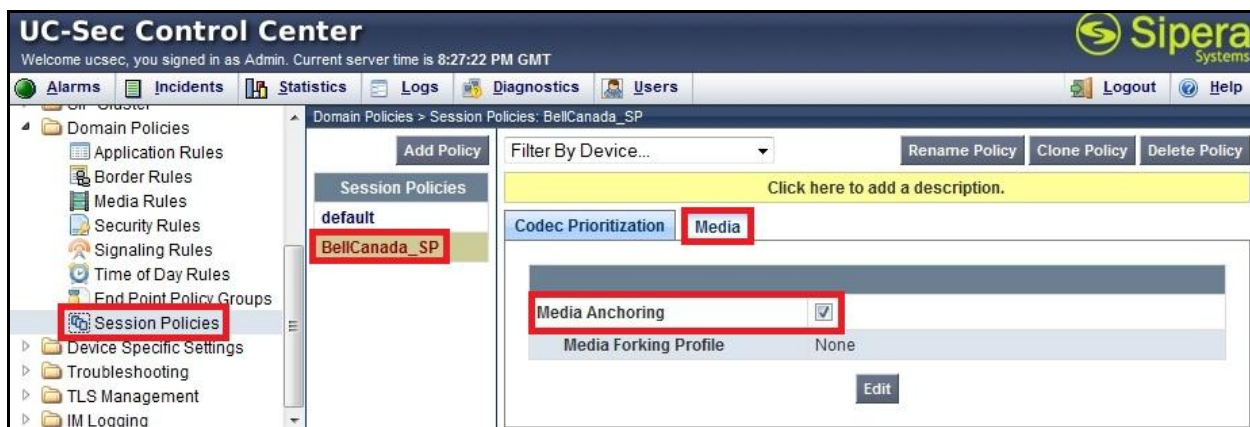 UC-Sec Control Center
Sipera
Systems
Welcome ucsec, you signed in as Admin. Current server time is 8:27:22 PM GMT
Alarms Incidents Statistics Logs Diagnostics Users Logout Help
Domain Policies
Application Rules
Border Rules
Media Rules
Security Rules
Signaling Rules
Time of Day Rules
End Point Policy Groups
Session Policies
Device Specific Settings
Troubleshooting
TLS Management
IM Logging
Domain Policies > Session Policies: BellCanada_SP
Add Policy
Filter By Device...
Rename Policy Clone Policy Delete Policy
Session Policies
default
BellCanada_SP
Click here to add a description.
Codec Prioritization Media
Media Anchoring
Media Forking Profile None
Edit